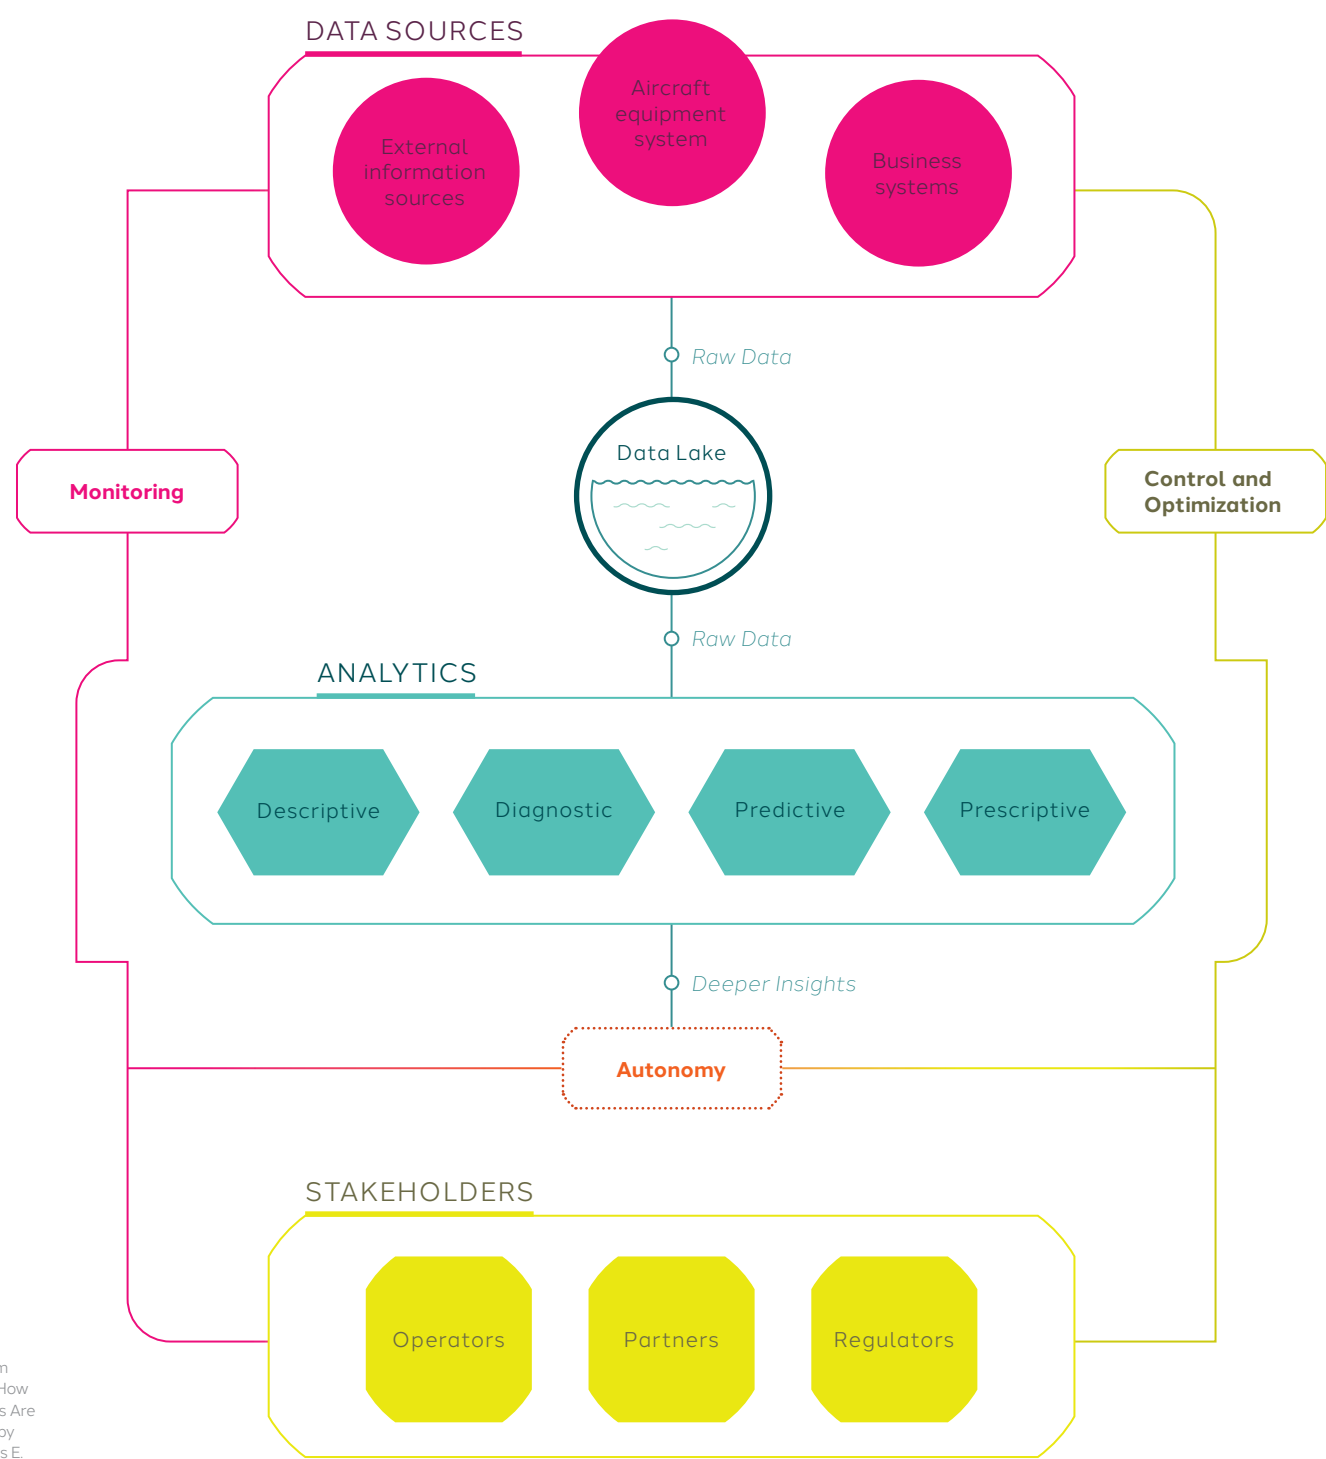 DATA SOURCES
Aircraft
equipment
system
External
information
sources
Business
systems
Raw Data
Data Lake
Monitoring
Control and
Optimization
Raw Data
ANALYTICS
Descriptive
Diagnostic
Predictive
Prescriptive
Deeper Insights
Autonomy
STAKEHOLDERS
Operators
Partners
Regulators
How
Are
by
E.